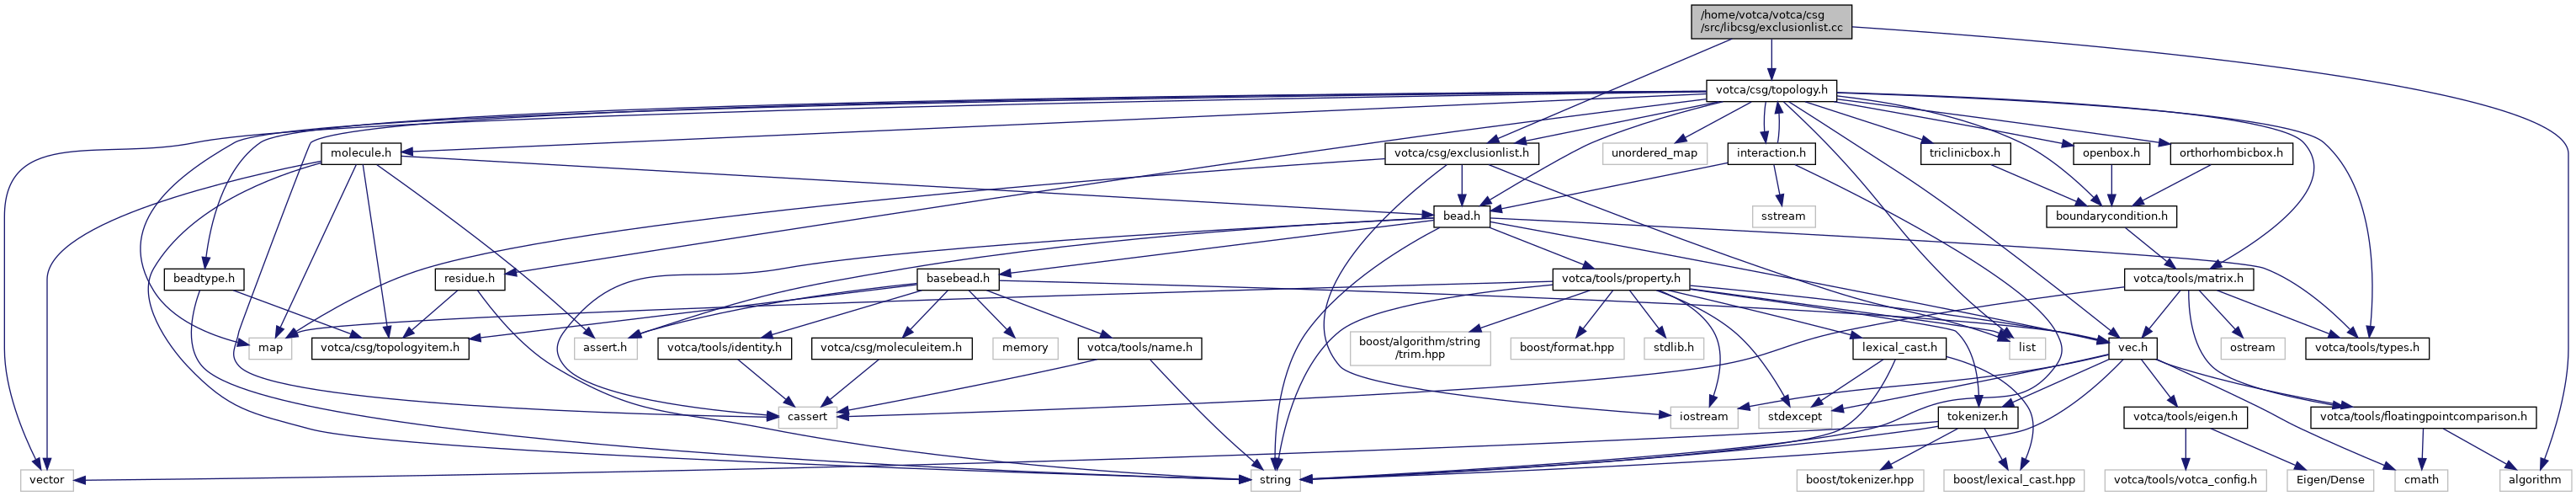 /home/votca/votca/csg
/src/libcsg/exclusionlist.cc
votca/csg/topology.h
molecule.h
votca/csg/exclusionlist.h
unordered_map
interaction.h
triclinicbox.h
openbox.h
orthorhombicbox.h
bead.h
sstream
boundarycondition.h
beadtype.h
residue.h
basebead.h
votca/tools/property.h
votca/tools/matrix.h
map
votca/csg/topologyitem.h
assert.h
votca/tools/identity.h
votca/csg/moleculeitem.h
memory
votca/tools/name.h
boost/algorithm/string
/trim.hpp
boost/format.hpp
stdlib.h
lexical_cast.h
list
vec.h
ostream
votca/tools/types.h
cassert
iostream
stdexcept
tokenizer.h
votca/tools/eigen.h
votca/tools/floatingpointcomparison.h
vector
string
boost/tokenizer.hpp
boost/lexical_cast.hpp
votca/tools/votca_config.h
Eigen/Dense
cmath
algorithm